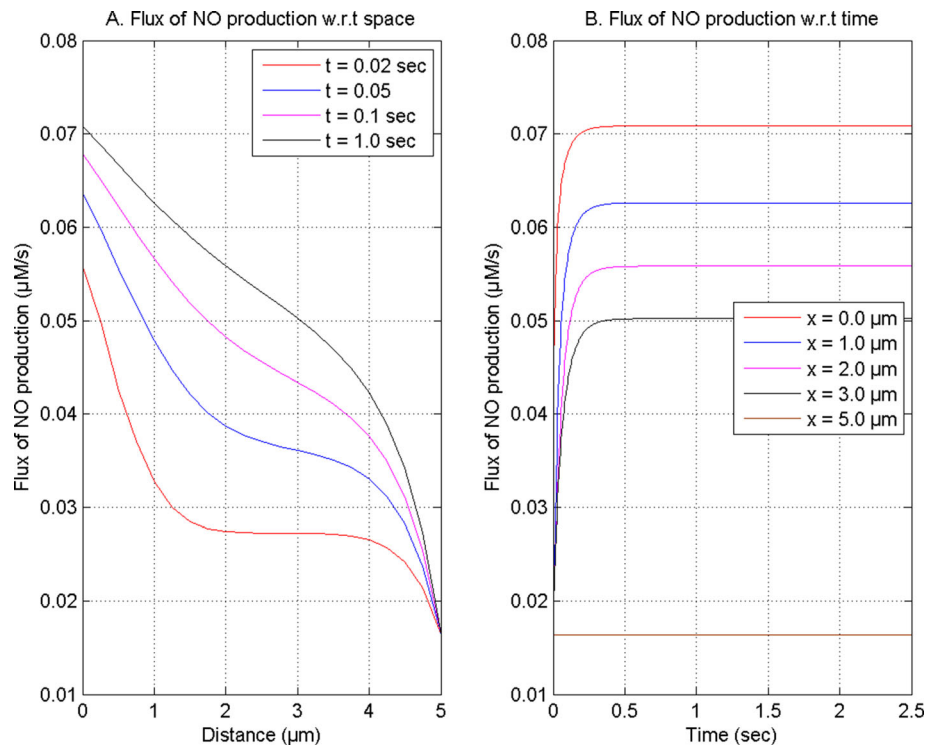 A. Flux of NO production w.r.t space
0.08
0.07
0.06
0.05
0.04
0.03
0.02
0.01
Flux of NO production (µM/s)
t = 0.02 sec
t = 0.05
t = 0.1 sec
t = 1.0 sec
0 1 2 3 4 5
Distance (µm)
B. Flux of NO production w.r.t time
0.08
0.07
0.06
0.05
0.04
0.03
0.02
0.01
Flux of NO production (µM/s)
x = 0.0 µm
x = 1.0 µm
x = 2.0 µm
x = 3.0 µm
x = 5.0 µm
0 0.5 1 1.5 2 2.5
Time (sec)